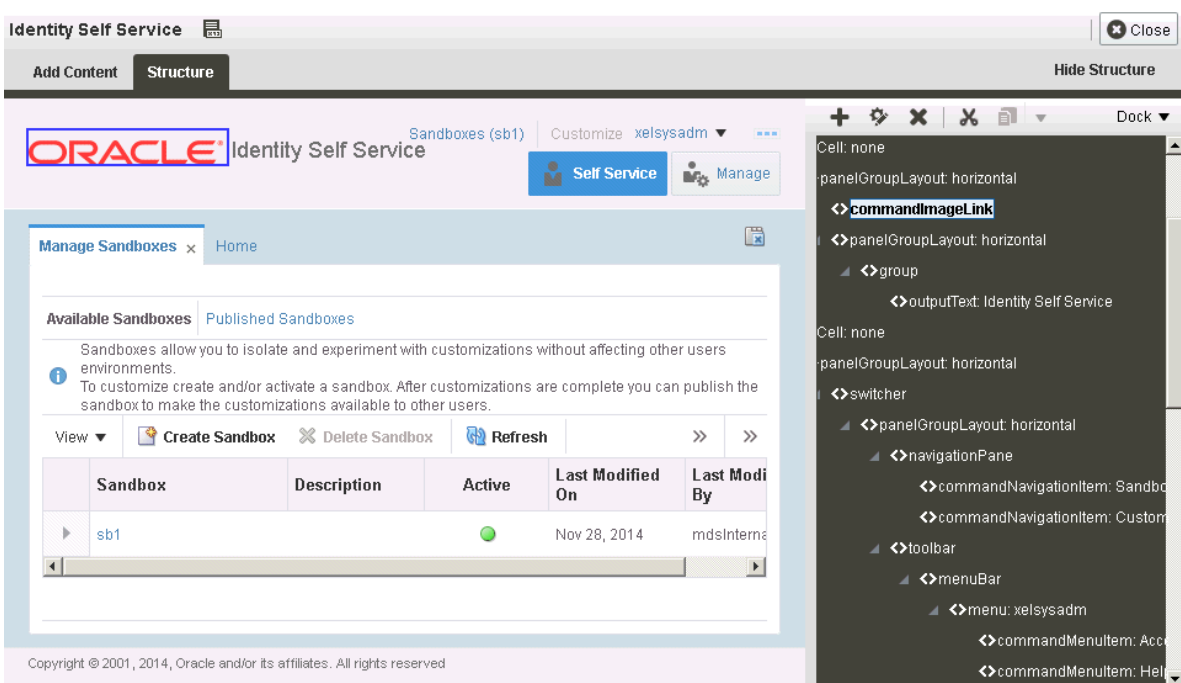 Identity Self Service
Close
Add Content Structure Hide Structure
ORACLE® Identity Self Service
Sandboxes (sb1) Customize xelsysadm
Self Service Manage
Manage Sandboxes x Home
Available Sandboxes Published Sandboxes
Sandboxes allow you to isolate and experiment with customizations without affecting other users
environments.
To customize create and/or activate a sandbox. After customizations are complete you can publish the
sandbox to make the customizations available to other users.
View Create Sandbox Delete Sandbox Refresh » »
Sandbox Description Active Last Modified On Last Modi By
sb1 Nov 28, 2014 mdsInterna
Copyright © 2001, 2014, Oracle and/or its affiliates. All rights reserved
Dock
Cell: none
panelGroupLayout: horizontal
<>commandImageLink
<>panelGroupLayout: horizontal
<>group
<>outputText: Identity Self Service
Cell: none
panelGroupLayout: horizontal
<>switcher
<>panelGroupLayout: horizontal
<>navigationPane
<>commandNavigationItem: Sandbo
<>commandNavigationItem: Custom
<>toolbar
<>menuBar
<>menu: xelsysadm
<>commandMenuItem: Acce
<>commandMenuItem: Help